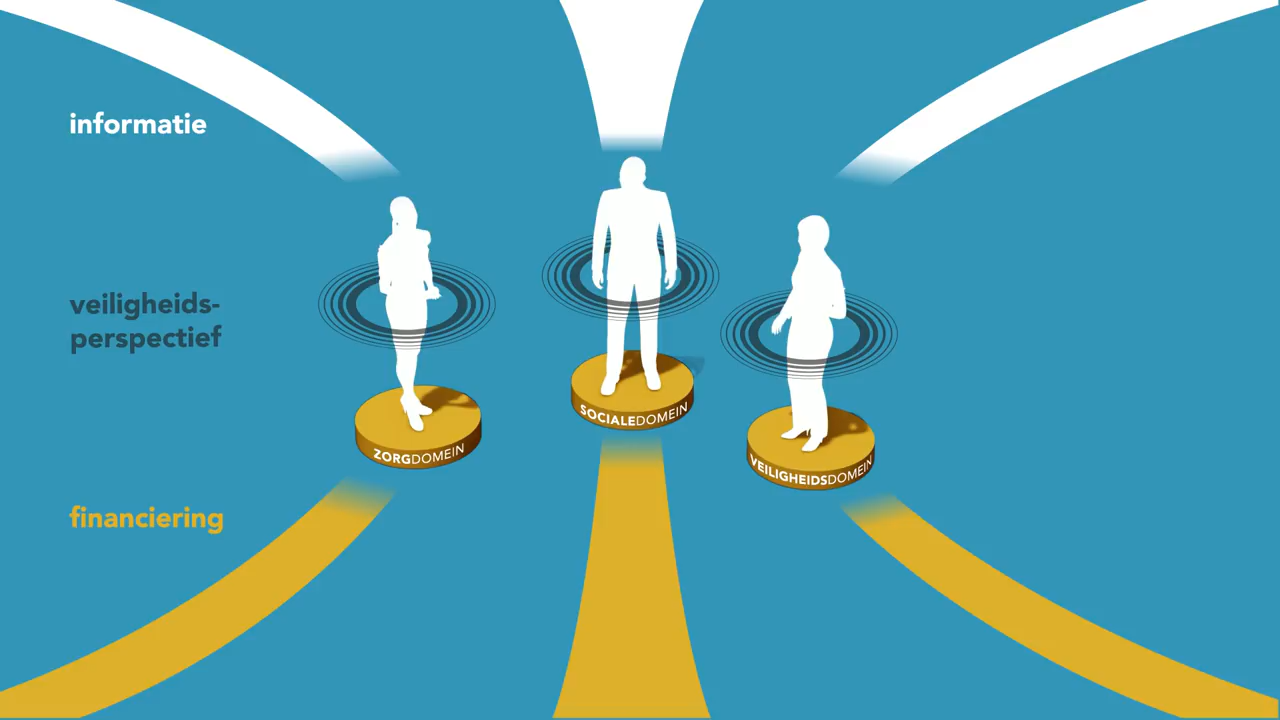 informatie
veiligheids-
perspectief
SOCIALEDOMEIN
ZORGDOMEIN
VEILIGHEIDSDOMEIN
financiering